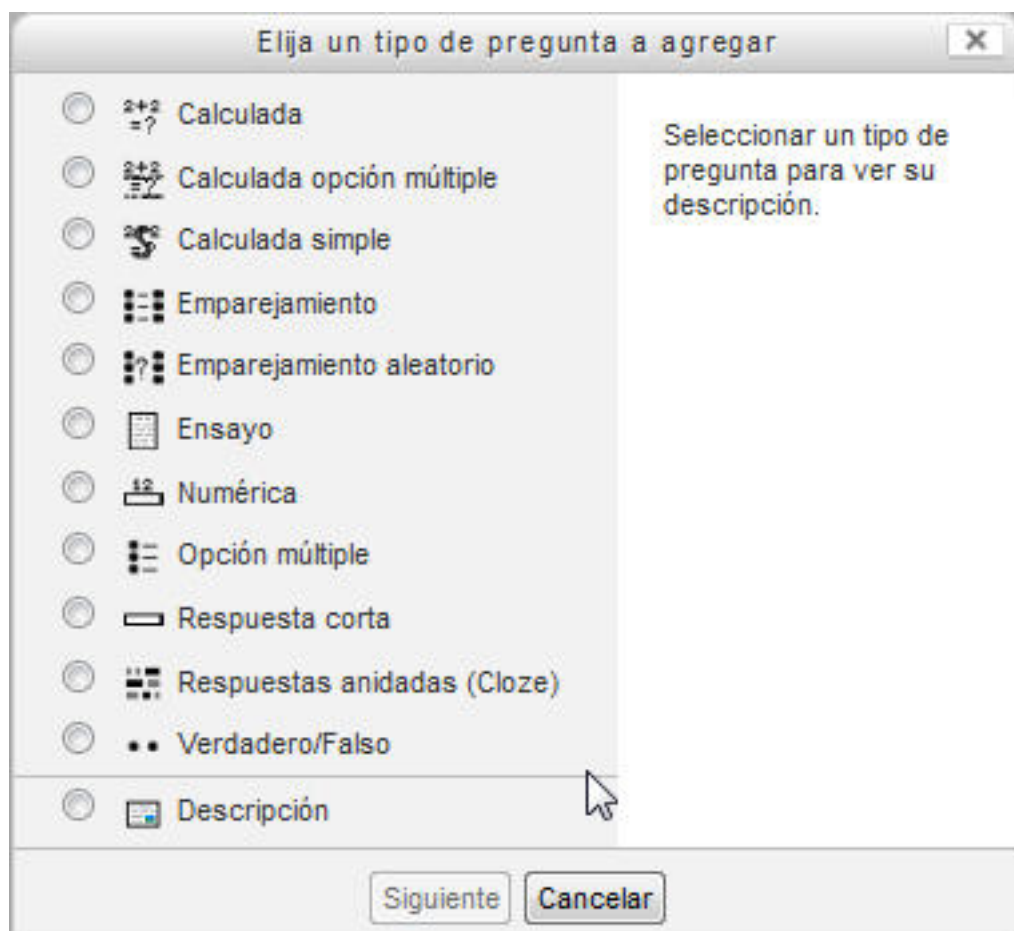 Elija un tipo de pregunta a agregar
Calculada
Calculada opción múltiple
Calculada simple
Emparejamiento
Emparejamiento aleatorio
Ensayo
Numérica
Opción múltiple
Respuesta corta
Respuestas anidadas (Cloze)
Verdadero/Falso
Descripción
Seleccionar un tipo de
pregunta para ver su
descripción.
Siguiente
Cancelar